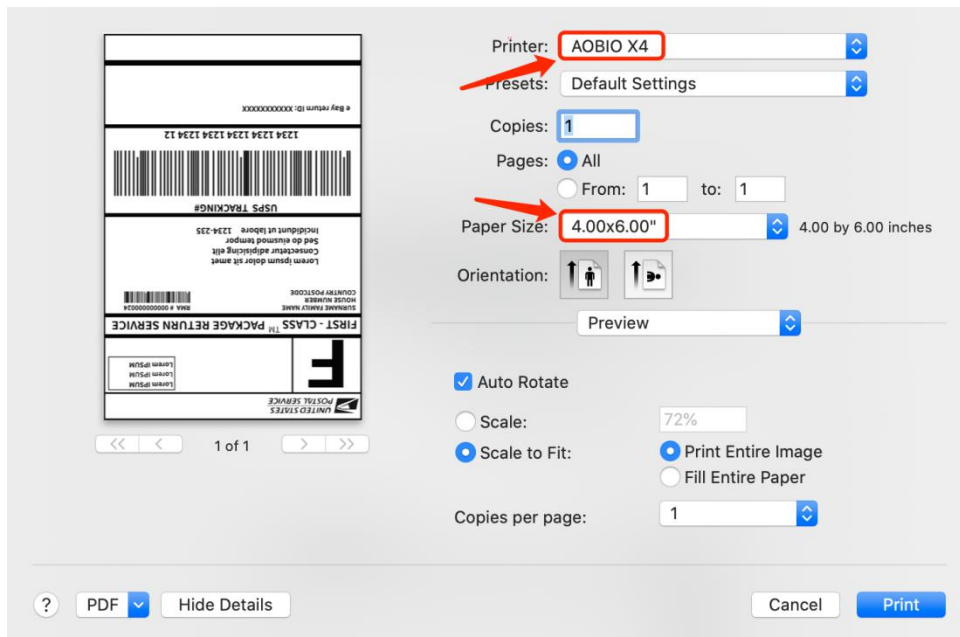 UNITED STATES
POSTAL SERVICE
F
Lorem IPSUM
Lorem IPSUM
Lorem IPSUM
FIRST - CLASS TM PACKAGE RETURN SERVICE
SURNAME FAMILY NAME
HOUSE NUMBER
COUNTRY POSTCODE
RMA #
Lorem ipsum dolor sit amet
Consectetur adipisicing elit
Sed do eiusmod tempor
Incididunt ut labore 1234-235
USPS TRACKING#
1234 1234 1234 1234 1234 12
e Bay return ID: XXXXXXXXXX
<< < 1 of 1 > >>
Printer: AOBIO X4
Presets: Default Settings
Copies: 1
Pages: All
From: 1 to: 1
Paper Size: 4.00x6.00" 4.00 by 6.00 inches
Orientation:
Preview
Auto Rotate
Scale: 72%
Scale to Fit: Print Entire Image
Fill Entire Paper
Copies per page: 1
? PDF Hide Details Cancel Print